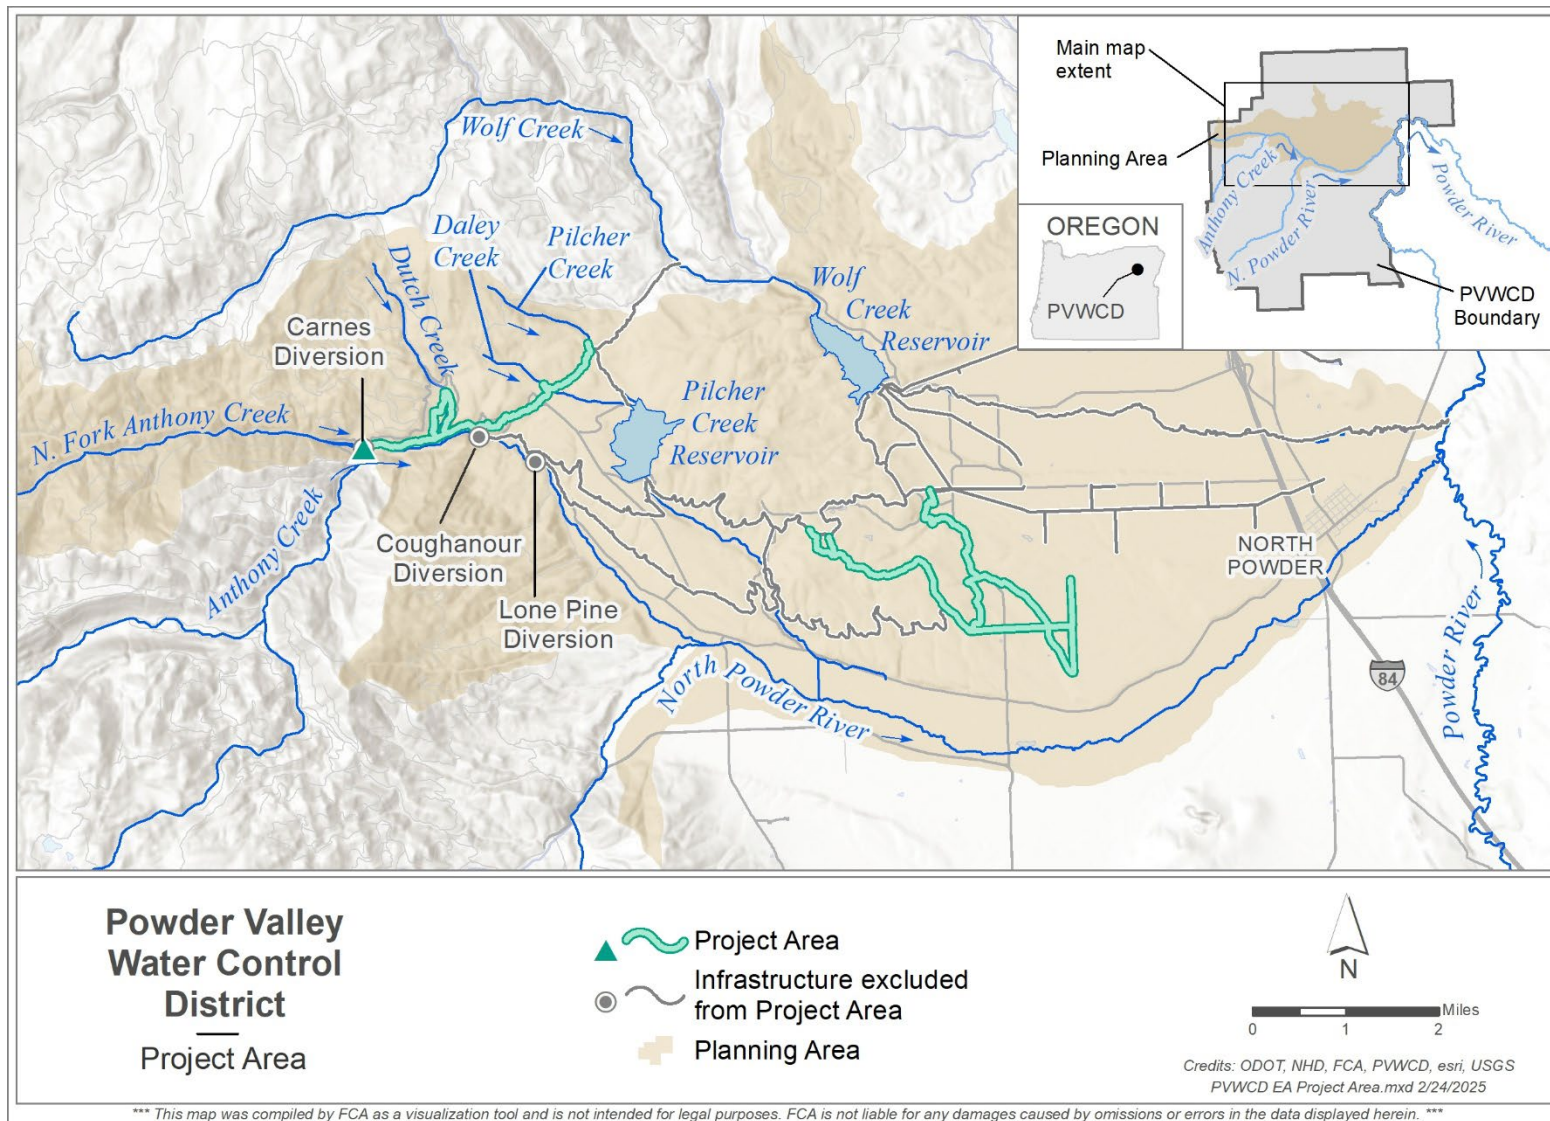 Main map
extent
Planning Area
Anthony Creek
N. Powder River
Powder River
PVWCD
Boundary
OREGON
PVWCD
Wolf Creek
Daley
Creek
Pilcher
Creek
Dutch Creek
Wolf
Creek
Reservoir
Carnes
Diversion
N. Fork Anthony Creek
Pilcher
Creek
Reservoir
Anthony Creek
Coughanour
Diversion
Lone Pine
Diversion
NORTH
POWDER
North Powder River
84
Powder River
Powder Valley
Water Control
District
Project Area
Project Area
Infrastructure excluded
from Project Area
Planning Area
N
Miles
0 1 2
Credits: ODOT, NHD, FCA, PVWCD, esri, USGS
PVWCD EA Project Area.mxd 2/24/2025
*** This map was compiled by FCA as a visualization tool and is not intended for legal purposes. FCA is not liable for any damages caused by omissions or errors in the data displayed herein. ***